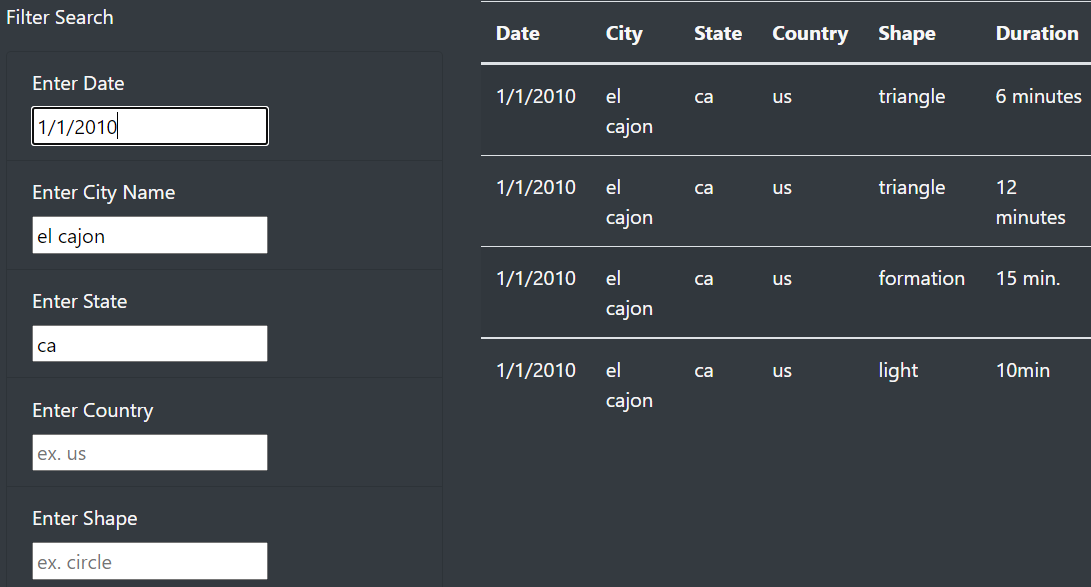 Filter Search
Enter Date
1/1/2010
Enter City Name
el cajon
Enter State
ca
Enter Country
ex. us
Enter Shape
ex. circle
Date City State Country Shape Duration
1/1/2010 el ca us triangle 6 minutes
cajon
1/1/2010 el ca us triangle 12
cajon minutes
1/1/2010 el ca us formation 15 min.
cajon
1/1/2010 el ca us light 10min
cajon